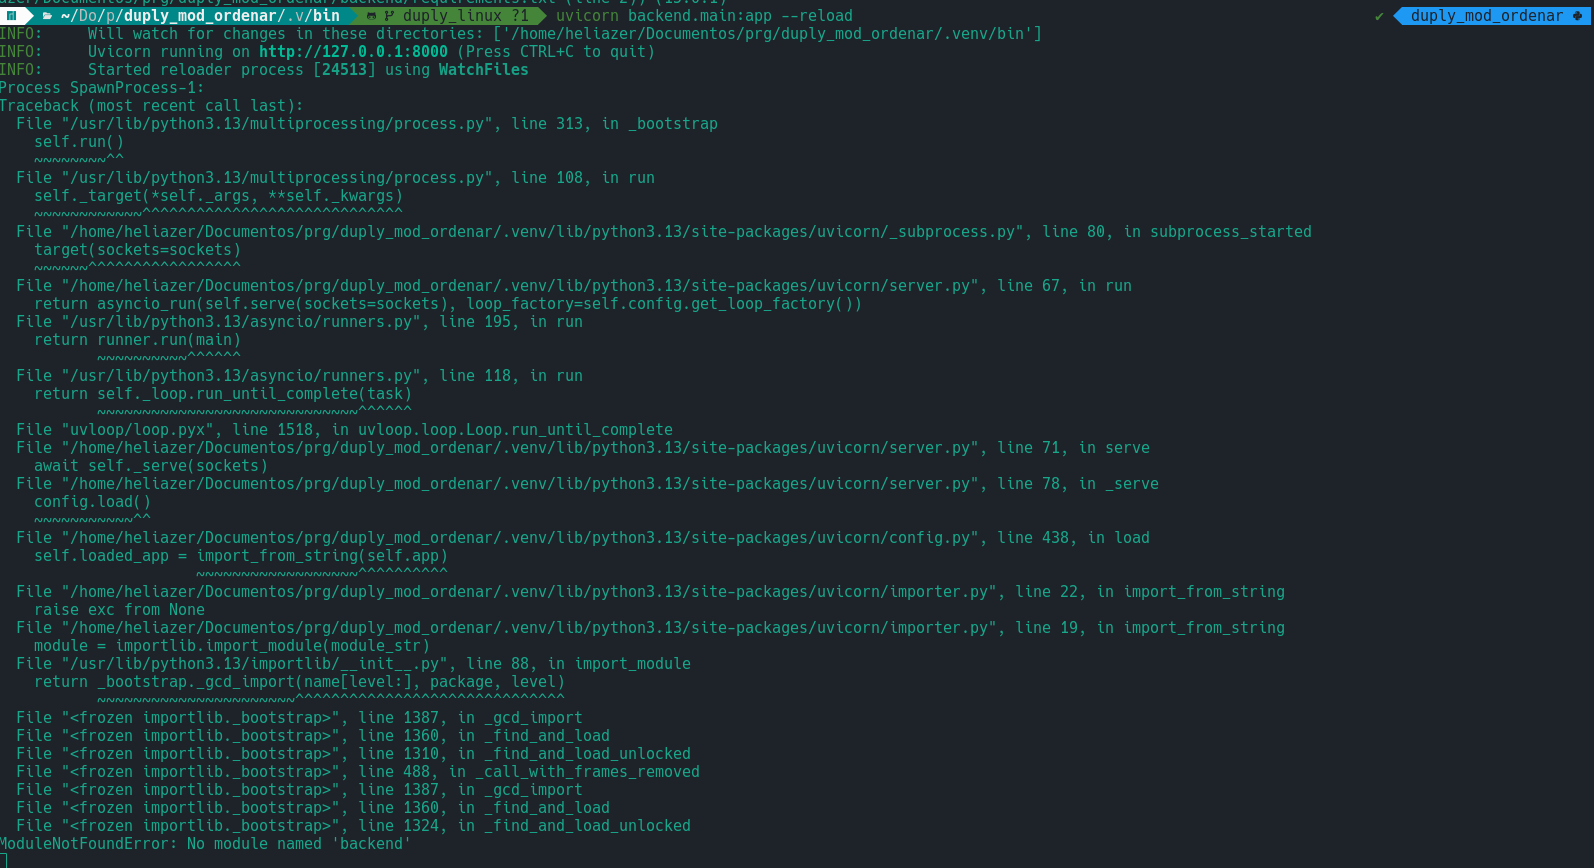 ~/Do/p/duply_mod_ordenar/.v/bin duply_linux ?1 uvicorn backend.main:app --reload ✔ duply_mod_ordenar
INFO:     Will watch for changes in these directories: ['/home/heliazer/Documentos/prg/duply_mod_ordenar/.venv/bin']
INFO:     Uvicorn running on http://127.0.0.1:8000 (Press CTRL+C to quit)
INFO:     Started reloader process [24513] using WatchFiles
Process SpawnProcess-1:
Traceback (most recent call last):
  File "/usr/lib/python3.13/multiprocessing/process.py", line 313, in _bootstrap
    self.run()
    ~~~~~~~~^^
  File "/usr/lib/python3.13/multiprocessing/process.py", line 108, in run
    self._target(*self._args, **self._kwargs)
    ~~~~~~~~~~~~^^^^^^^^^^^^^^^^^^^^^^^^^^^^^
  File "/home/heliazer/Documentos/prg/duply_mod_ordenar/.venv/lib/python3.13/site-packages/uvicorn/_subprocess.py", line 80, in subprocess_started
    target(sockets=sockets)
    ~~~~~~^^^^^^^^^^^^^^^^^
  File "/home/heliazer/Documentos/prg/duply_mod_ordenar/.venv/lib/python3.13/site-packages/uvicorn/server.py", line 67, in run
    return asyncio_run(self.serve(sockets=sockets), loop_factory=self.config.get_loop_factory())
  File "/usr/lib/python3.13/asyncio/runners.py", line 195, in run
    return runner.run(main)
           ~~~~~~~~~~^^^^^^
  File "/usr/lib/python3.13/asyncio/runners.py", line 118, in run
    return self._loop.run_until_complete(task)
           ~~~~~~~~~~~~~~~~~~~~~~~~~~~~~^^^^^^
  File "uvloop/loop.pyx", line 1518, in uvloop.loop.Loop.run_until_complete
  File "/home/heliazer/Documentos/prg/duply_mod_ordenar/.venv/lib/python3.13/site-packages/uvicorn/server.py", line 71, in serve
    await self._serve(sockets)
  File "/home/heliazer/Documentos/prg/duply_mod_ordenar/.venv/lib/python3.13/site-packages/uvicorn/server.py", line 78, in _serve
    config.load()
    ~~~~~~~~~~~^^
  File "/home/heliazer/Documentos/prg/duply_mod_ordenar/.venv/lib/python3.13/site-packages/uvicorn/config.py", line 438, in load
    self.loaded_app = import_from_string(self.app)
                      ~~~~~~~~~~~~~~~~~~^^^^^^^^^^
  File "/home/heliazer/Documentos/prg/duply_mod_ordenar/.venv/lib/python3.13/site-packages/uvicorn/importer.py", line 22, in import_from_string
    raise exc from None
  File "/home/heliazer/Documentos/prg/duply_mod_ordenar/.venv/lib/python3.13/site-packages/uvicorn/importer.py", line 19, in import_from_string
    module = importlib.import_module(module_str)
  File "/usr/lib/python3.13/importlib/__init__.py", line 88, in import_module
    return _bootstrap._gcd_import(name[level:], package, level)
           ~~~~~~~~~~~~~~~~~~~~~~^^^^^^^^^^^^^^^^^^^^^^^^^^^^^^
  File "<frozen importlib._bootstrap>", line 1387, in _gcd_import
  File "<frozen importlib._bootstrap>", line 1360, in _find_and_load
  File "<frozen importlib._bootstrap>", line 1310, in _find_and_load_unlocked
  File "<frozen importlib._bootstrap>", line 488, in _call_with_frames_removed
  File "<frozen importlib._bootstrap>", line 1387, in _gcd_import
  File "<frozen importlib._bootstrap>", line 1360, in _find_and_load
  File "<frozen importlib._bootstrap>", line 1324, in _find_and_load_unlocked
ModuleNotFoundError: No module named 'backend'